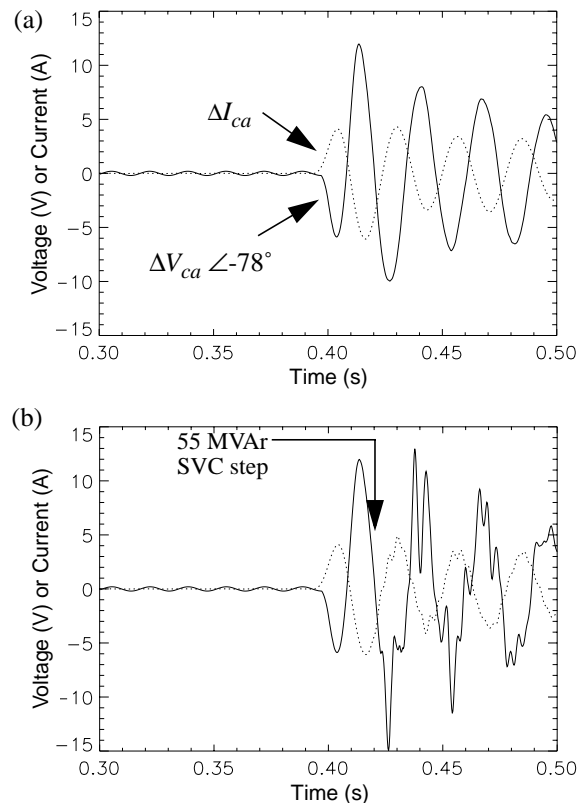 (a)
15
10
5
0
−5
−10
−15
Voltage (V) or Current (A)
ΔIca
ΔVca ∠-78°
0.30 0.35 0.40 0.45 0.50
Time (s)
(b)
15
10
5
0
−5
−10
−15
Voltage (V) or Current (A)
55 MVAr
SVC step
0.30 0.35 0.40 0.45 0.50
Time (s)